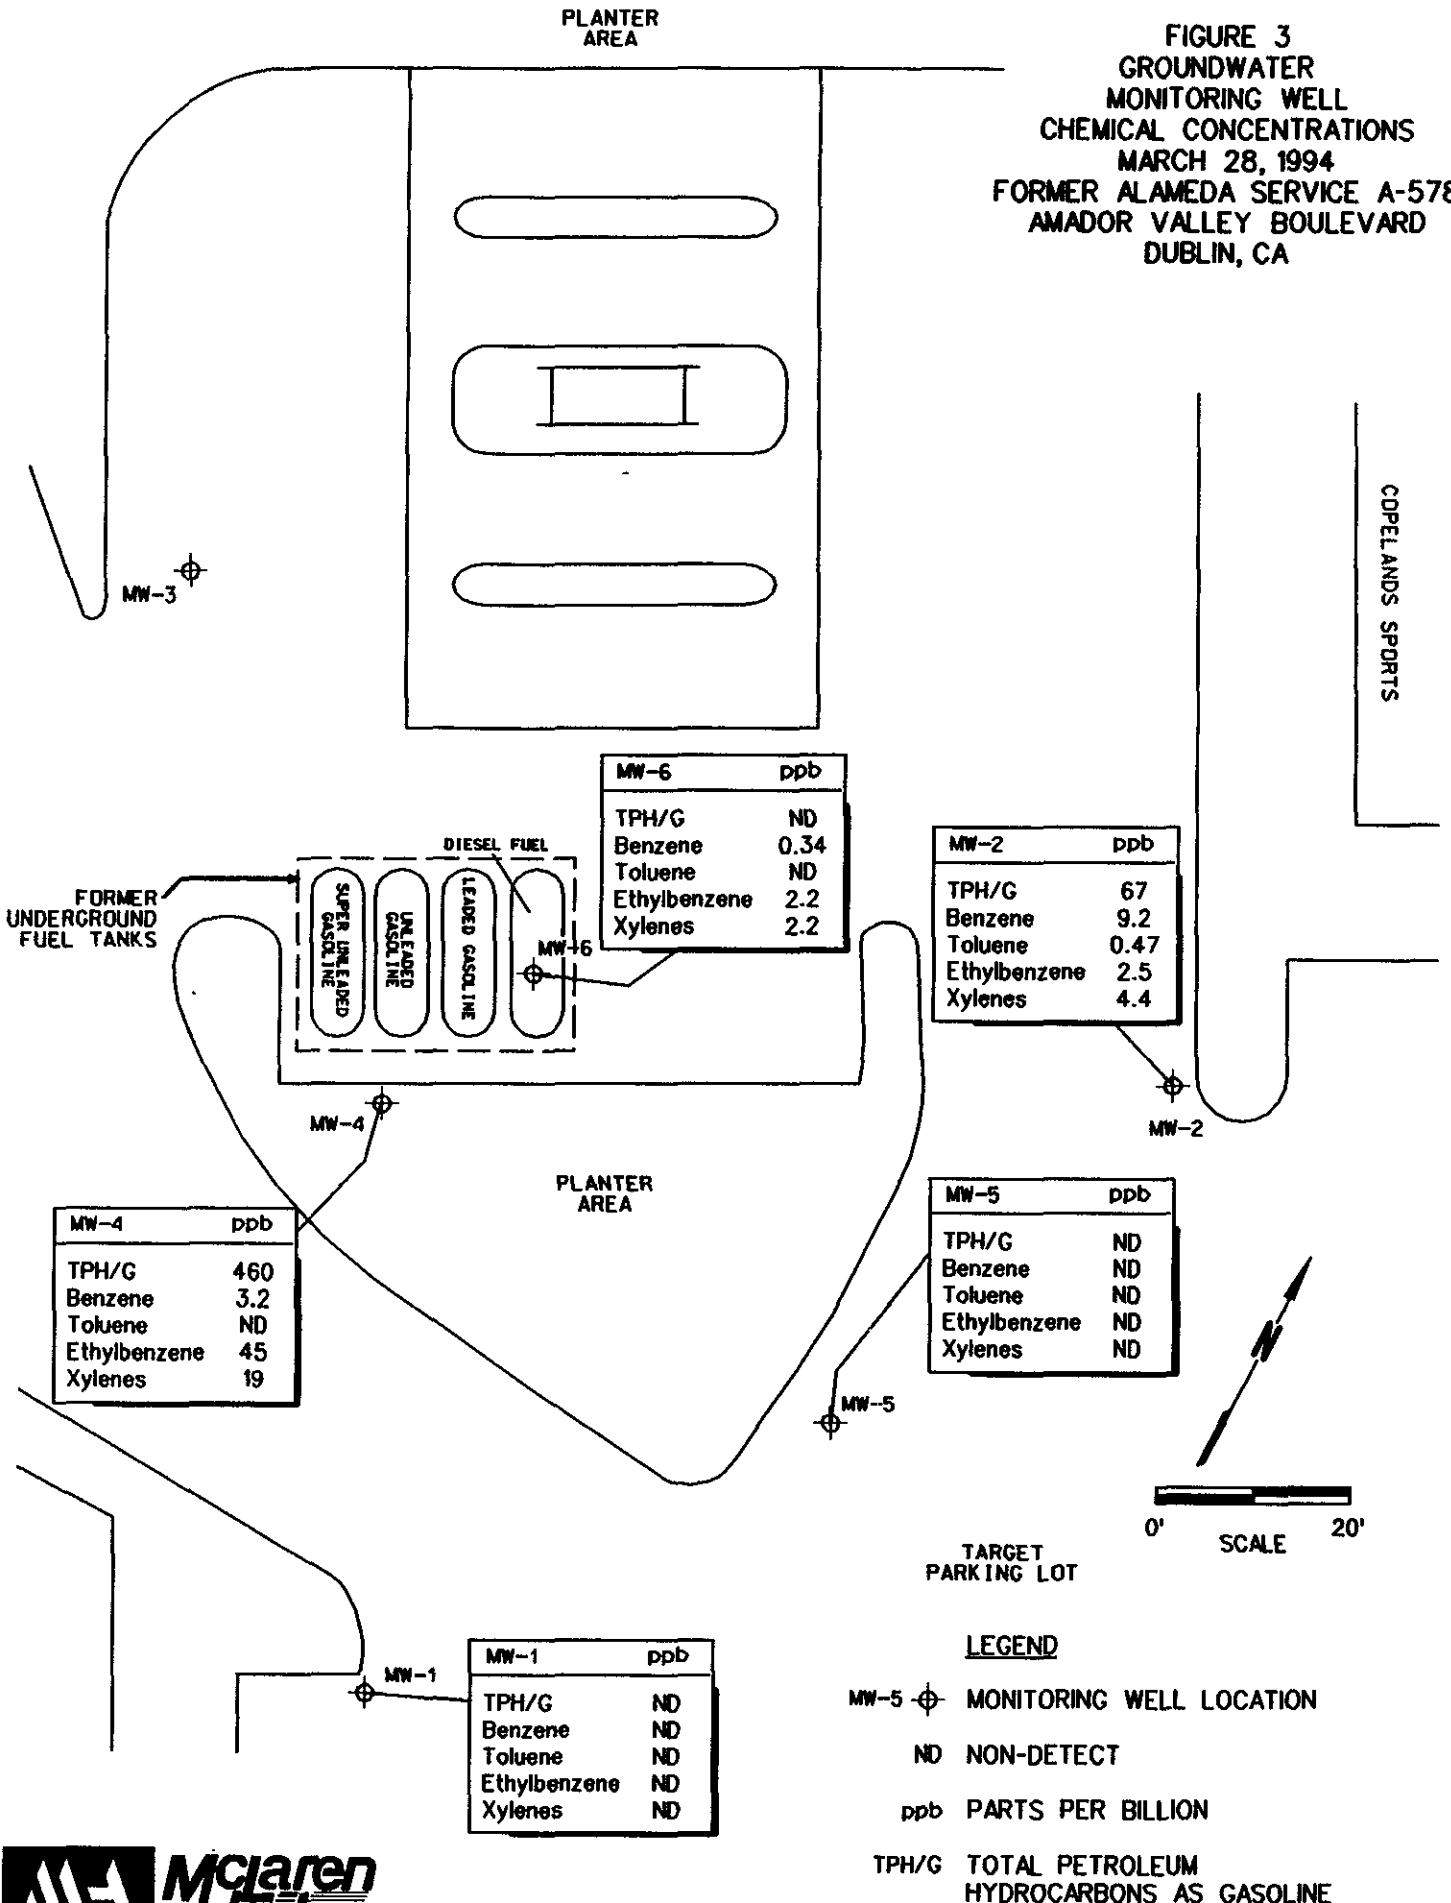 PLANTER
AREA
FIGURE 3
GROUNDWATER
MONITORING WELL
CHEMICAL CONCENTRATIONS
MARCH 28, 1994
FORMER ALAMEDA SERVICE A-578
AMADOR VALLEY BOULEVARD
DUBLIN, CA
COPELANDS SPORTS
MW-3
MW-6 ppb
TPH/G ND
Benzene 0.34
Toluene ND
Ethylbenzene 2.2
Xylenes 2.2
MW-2 ppb
TPH/G 67
Benzene 9.2
Toluene 0.47
Ethylbenzene 2.5
Xylenes 4.4
DIESEL FUEL
FORMER
UNDERGROUND
FUEL TANKS
SUPER UNLEADED
GASOLINE
UNLEADED
GASOLINE
LEADED GASOLINE
MW-6
MW-4
MW-2
PLANTER
AREA
MW-4 ppb
TPH/G 460
Benzene 3.2
Toluene ND
Ethylbenzene 45
Xylenes 19
MW-5 ppb
TPH/G ND
Benzene ND
Toluene ND
Ethylbenzene ND
Xylenes ND
N
MW-5
0' 20'
SCALE
TARGET
PARKING LOT
MW-1
MW-1 ppb
TPH/G ND
Benzene ND
Toluene ND
Ethylbenzene ND
Xylenes ND
LEGEND
MW-5 MONITORING WELL LOCATION
ND NON-DETECT
ppb PARTS PER BILLION
TPH/G TOTAL PETROLEUM
HYDROCARBONS AS GASOLINE
McLaren